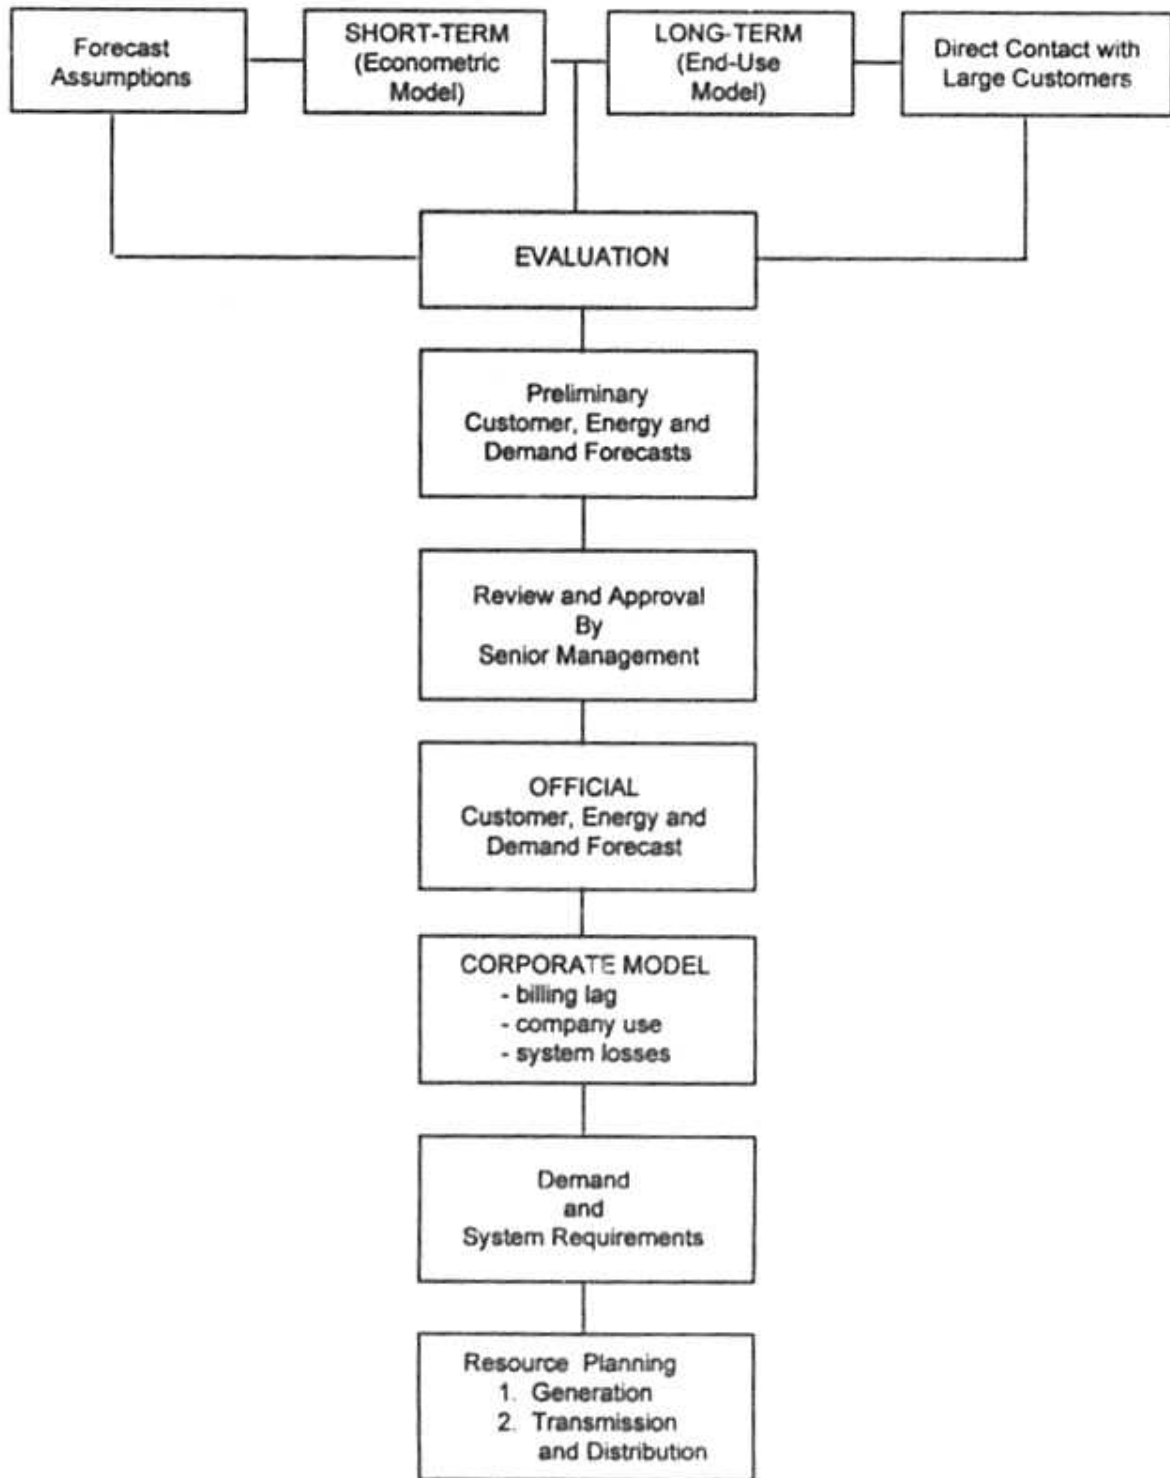 Forecast
Assumptions
SHORT-TERM
(Econometric
Model)
LONG-TERM
(End-Use
Model)
Direct Contact with
Large Customers
EVALUATION
Preliminary
Customer, Energy and
Demand Forecasts
Review and Approval
By
Senior Management
OFFICIAL
Customer, Energy and
Demand Forecast
CORPORATE MODEL
- billing lag
- company use
- system losses
Demand
and
System Requirements
Resource Planning
1. Generation
2. Transmission
and Distribution